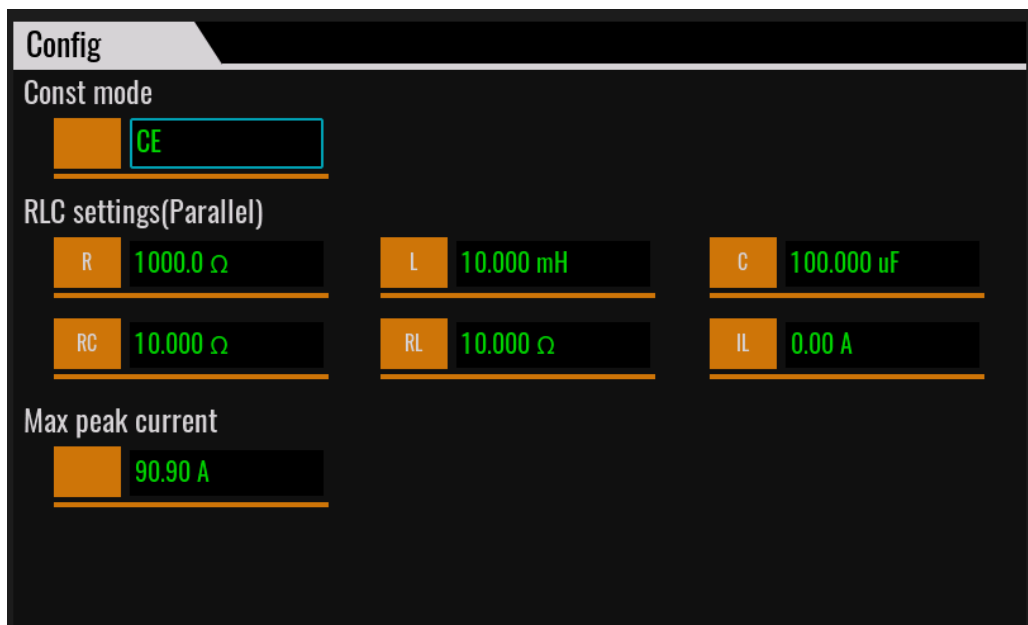 Config
Const mode
CE
RLC settings(Parallel)
R 1000.0 Ω L 10.000 mH C 100.000 uF
RC 10.000 Ω RL 10.000 Ω IL 0.00 A
Max peak current
90.90 A